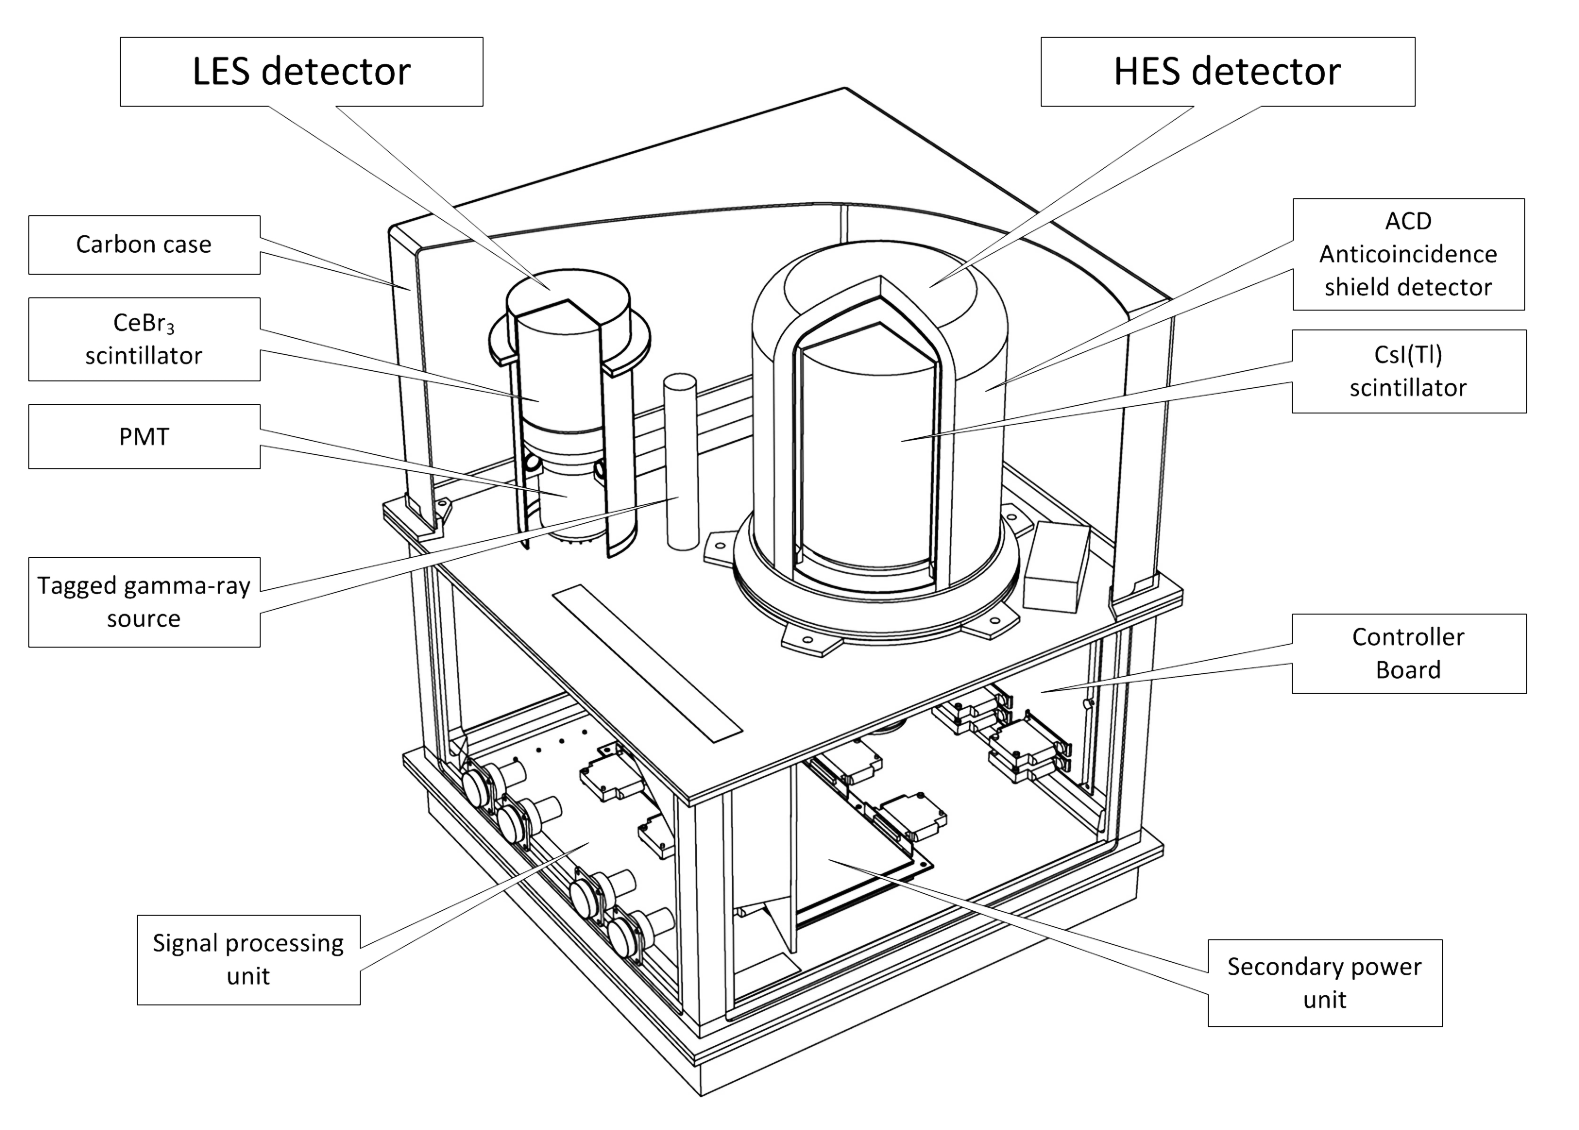 LES detector
HES detector
Carbon case
CeBr₃
scintillator
PMT
Tagged gamma-ray
source
Signal processing
unit
ACD
Anticoincidence
shield detector
CsI(Tl)
scintillator
Controller
Board
Secondary power
unit